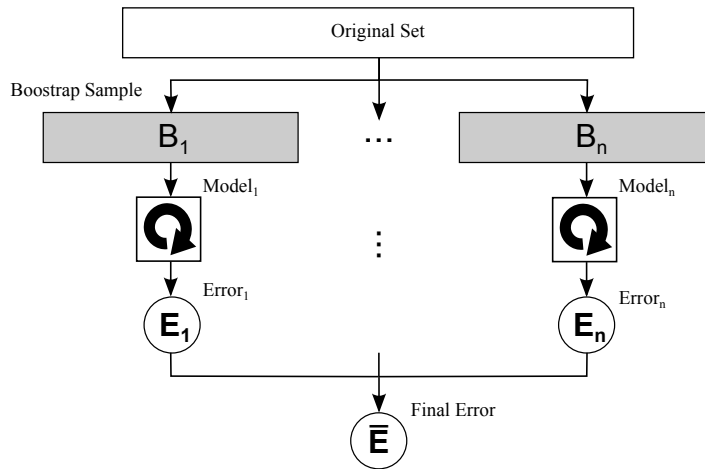 Original Set
Boostrap Sample
B₁ ... Bₙ
Model₁ Modelₙ
⋮
Error₁ Errorₙ
E₁ Eₙ
Final Error
E̅